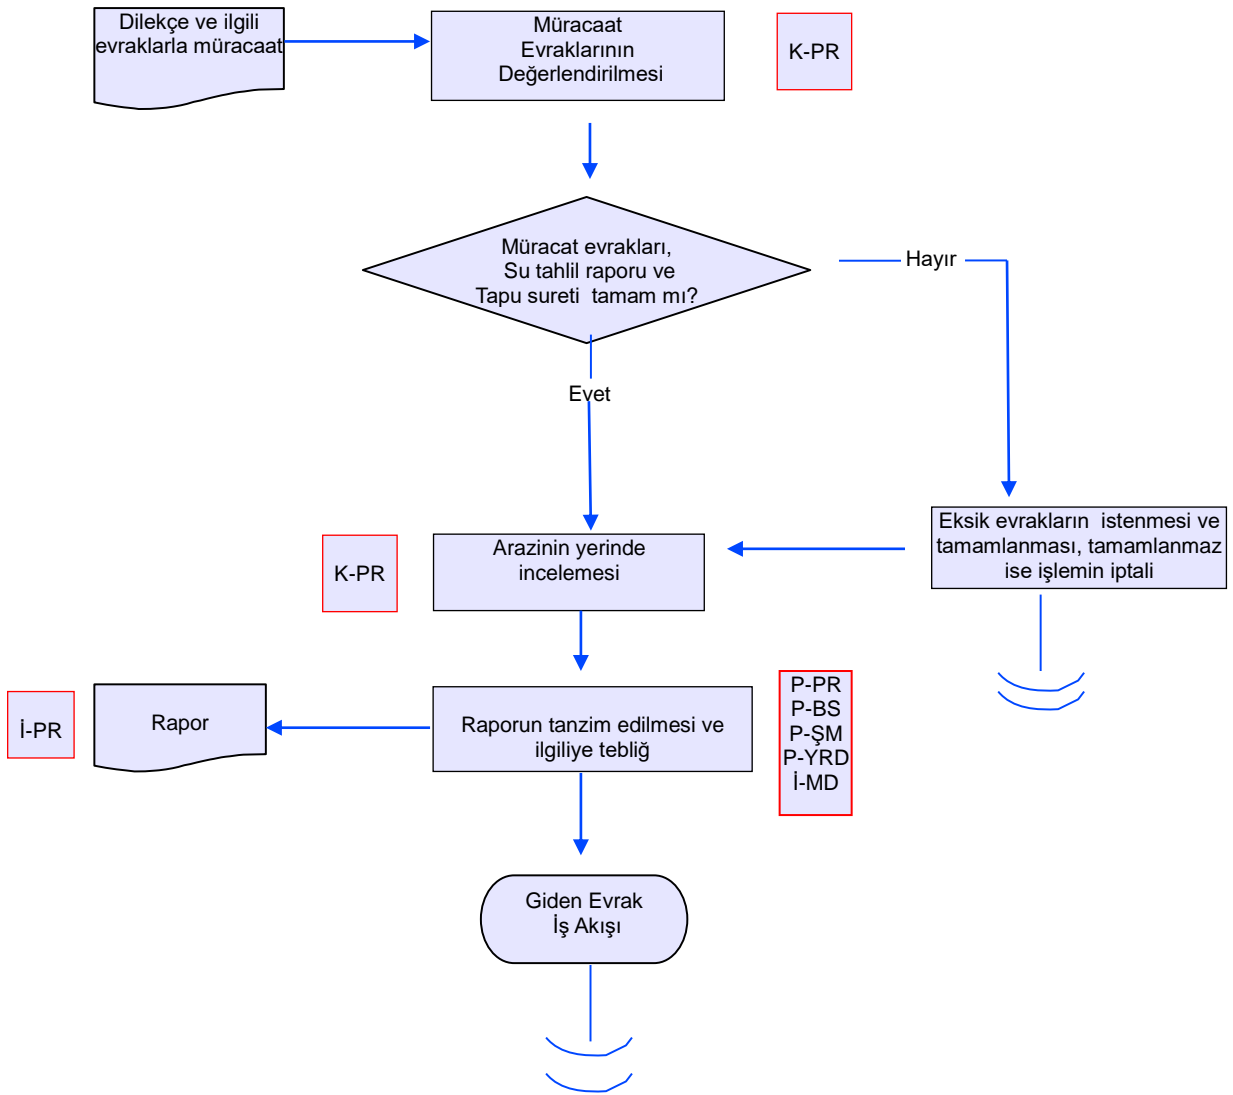 Dilekçe ve ilgili
evraklarla müracaat
Müracaat
Evraklarının
Değerlendirilmesi
K-PR
Müracat evrakları,
Su tahlil raporu ve
Tapu sureti  tamam mı?
Hayır
Evet
Eksik evrakların  istenmesi ve
tamamlanması, tamamlanmaz
ise işlemin iptali
K-PR
Arazinin yerinde
incelemesi
İ-PR
Rapor
Raporun tanzim edilmesi ve
ilgiliye tebliğ
P-PR
P-BS
P-ŞM
P-YRD
İ-MD
Giden Evrak
İş Akışı